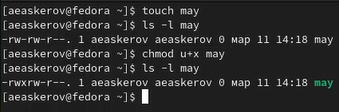 [aeaskerov@fedora ~]$ touch may
[aeaskerov@fedora ~]$ ls -l may
-rw-rw-r--. 1 aeaskerov aeaskerov 0 мар 11 14:18 may
[aeaskerov@fedora ~]$ chmod u+x may
[aeaskerov@fedora ~]$ ls -l may
-rwxrw-r--. 1 aeaskerov aeaskerov 0 мар 11 14:18 may
[aeaskerov@fedora ~]$